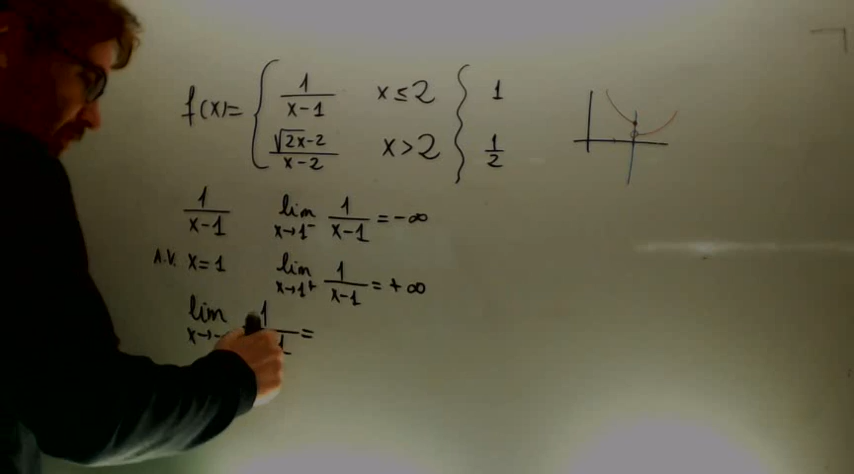 f(x)= { 1/(x-1) x≤2 } 1
(√2x-2)/(x-2) x>2 } 1/2
1/(x-1) lim x→1⁻ 1/(x-1) = -∞
A.V. x=1 lim x→1⁺ 1/(x-1) = +∞
lim x→- 1 =